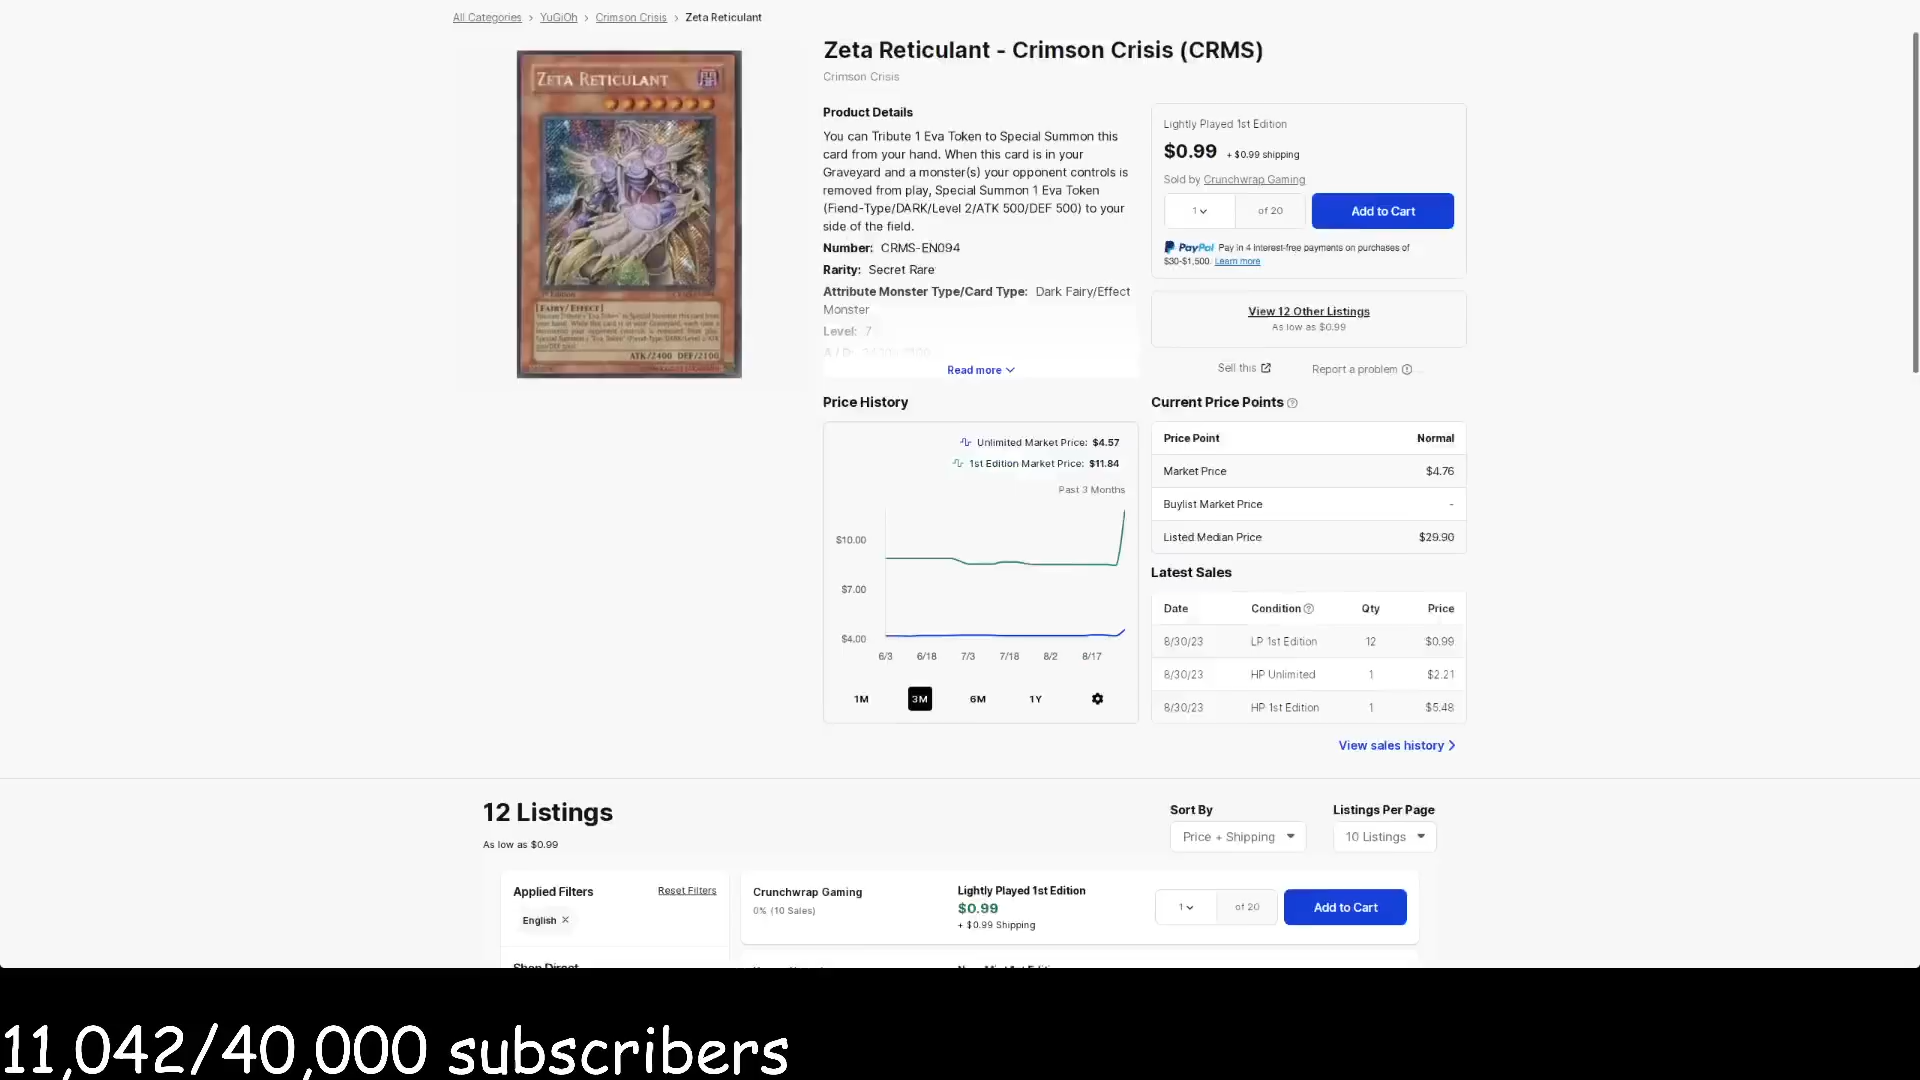 All Categories › YuGiOh › Crimson Crisis › Zeta Reticulant
ZETA RETICULANT
[FAIRY/EFFECT]
ATK/2400 DEF/2100
Zeta Reticulant - Crimson Crisis (CRMS)
Crimson Crisis
Product Details
You can Tribute 1 Eva Token to Special Summon this
card from your hand. When this card is in your
Graveyard and a monster(s) your opponent controls is
removed from play, Special Summon 1 Eva Token
(Fiend-Type/DARK/Level 2/ATK 500/DEF 500) to your
side of the field.
Number: CRMS-EN094
Rarity: Secret Rare
Attribute Monster Type/Card Type: Dark Fairy/Effect
Monster
Level: 7
Read more
Lightly Played 1st Edition
$0.99 + $0.99 shipping
Sold by Crunchwrap Gaming
1 of 20 Add to Cart
PayPal Pay in 4 interest-free payments on purchases of
$30-$1,500. Learn more
View 12 Other Listings
As low as $0.99
Sell this Report a problem
Price History
Unlimited Market Price: $4.57
1st Edition Market Price: $11.84
Past 3 Months
$10.00
$7.00
$4.00
6/3 6/18 7/3 7/18 8/2 8/17
1M 3M 6M 1Y
Current Price Points
Price Point Normal
Market Price $4.76
Buylist Market Price -
Listed Median Price $29.90
Latest Sales
Date Condition Qty Price
8/30/23 LP 1st Edition 12 $0.99
8/30/23 HP Unlimited 1 $2.21
8/30/23 HP 1st Edition 1 $5.48
View sales history
12 Listings
As low as $0.99
Sort By
Price + Shipping
Listings Per Page
10 Listings
Applied Filters Reset Filters
English ×
Crunchwrap Gaming
0% (10 Sales)
Lightly Played 1st Edition
$0.99
+ $0.99 Shipping
1 of 20 Add to Cart
11,042/40,000 subscribers